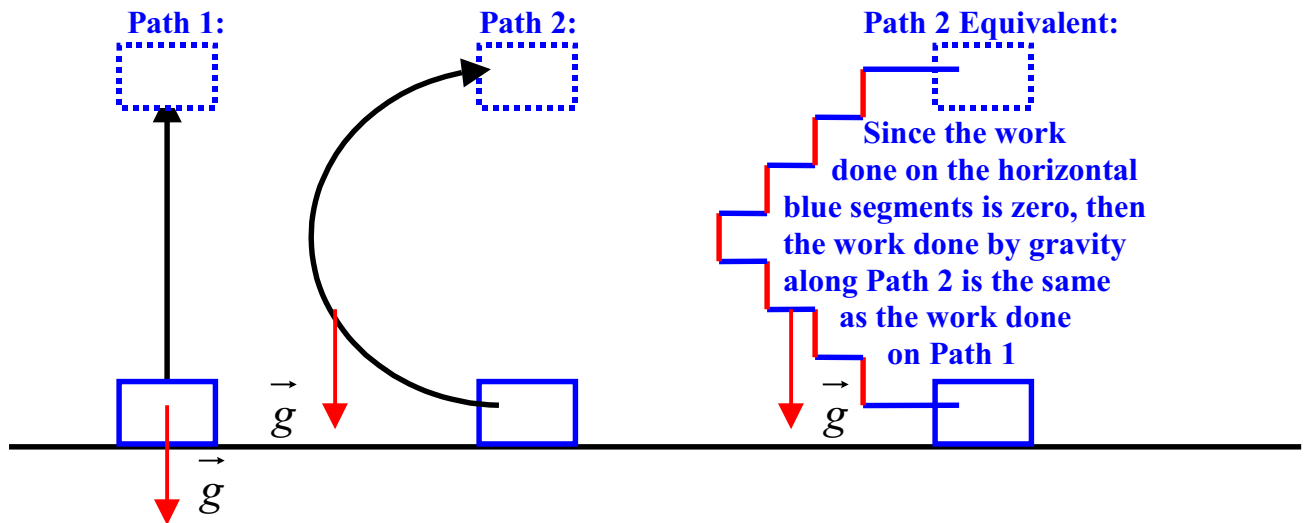 Path 1:
Path 2:
Path 2 Equivalent:
Since the work
done on the horizontal
blue segments is zero, then
the work done by gravity
along Path 2 is the same
as the work done
on Path 1
g⃗
g⃗
g⃗